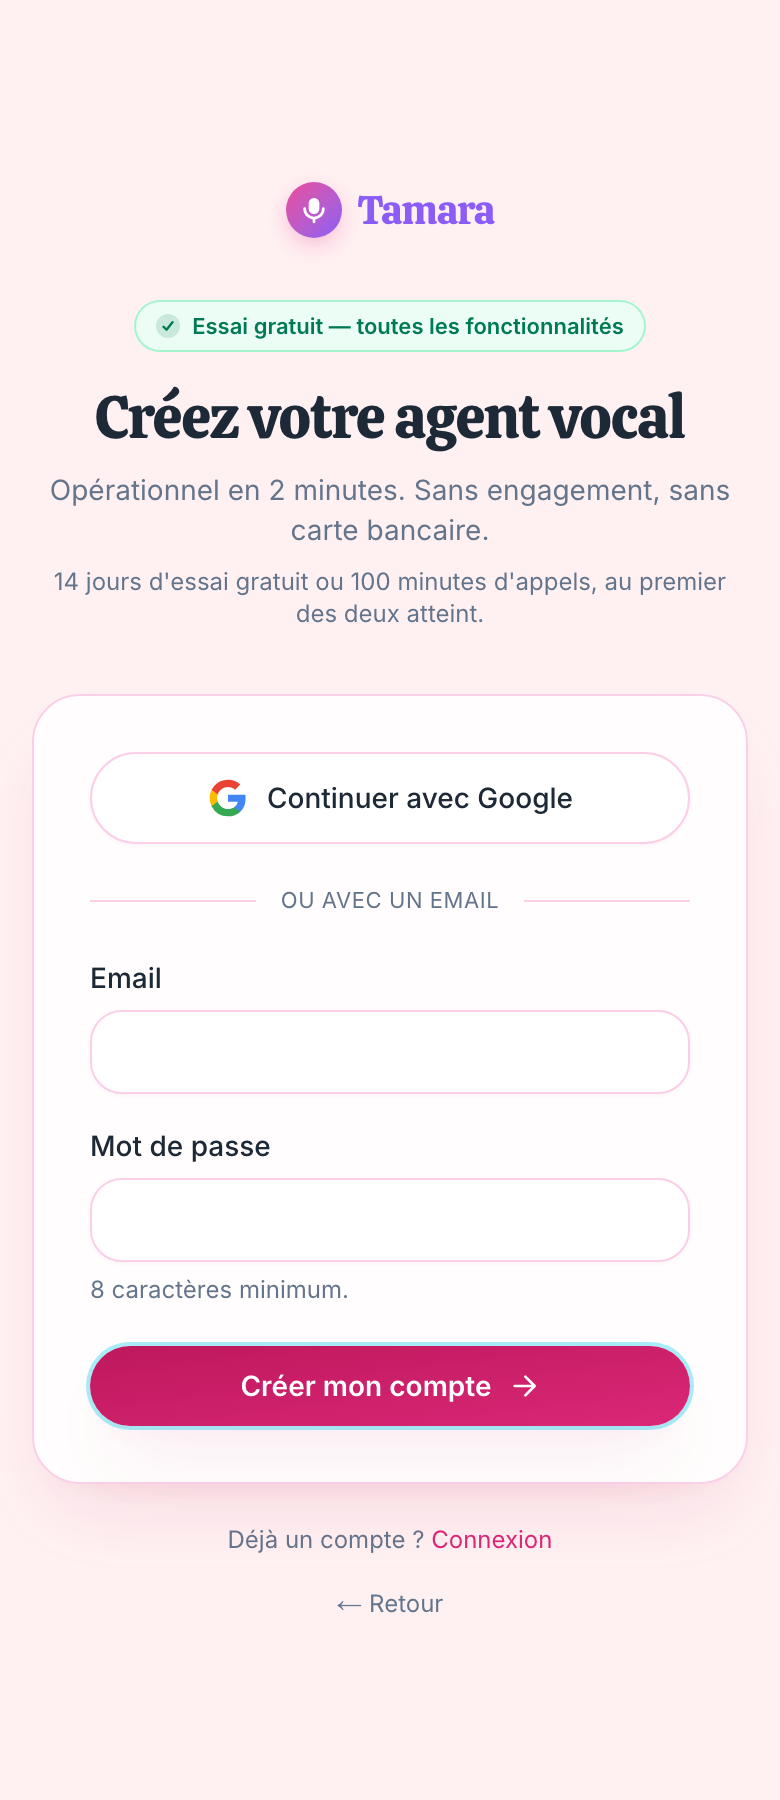 Tamara
Essai gratuit — toutes les fonctionnalités
Créez votre agent vocal
Opérationnel en 2 minutes. Sans engagement, sans
carte bancaire.
14 jours d'essai gratuit ou 100 minutes d'appels, au premier
des deux atteint.
Continuer avec Google
OU AVEC UN EMAIL
Email
Mot de passe
8 caractères minimum.
Créer mon compte →
Déjà un compte ? Connexion
← Retour